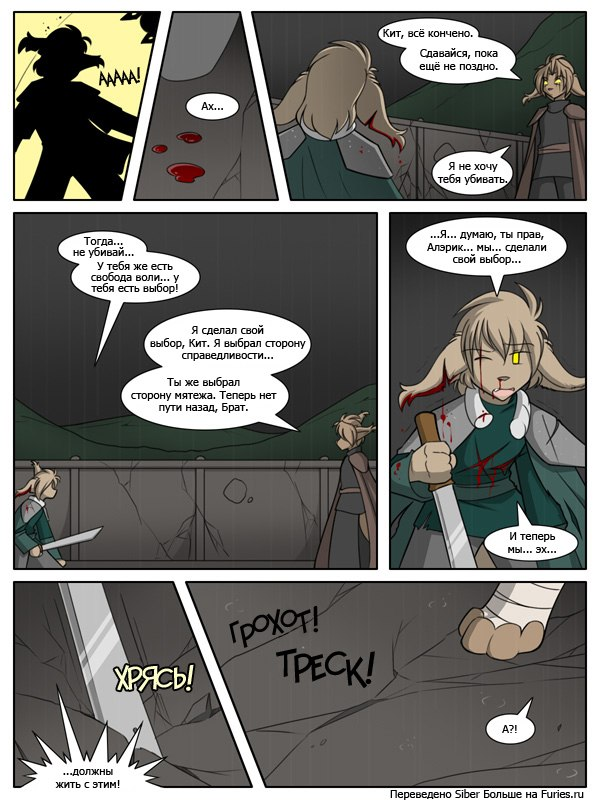 АААAА!
Ах...
Кит, всё кончено.
Сдавайся, пока
ещё не поздно.
Я не хочу
тебя убивать.
Тогда...
не убивай...
У тебя же есть
свобода воли... у
тебя есть выбор!
Я сделал свой
выбор, Кит. Я выбрал сторону
справедливости...
Ты же выбрал
сторону мятежа. Теперь нет
пути назад, Брат.
...Я... думаю, ты прав,
Алэрик... мы... сделали
свой выбор...
И теперь
мы... эх...
ХРЯСЬ!
...должны
жить с этим!
ГРОХОТ!
ТРЕСК!
А?!
Переведено Siber Больше на Furies.ru